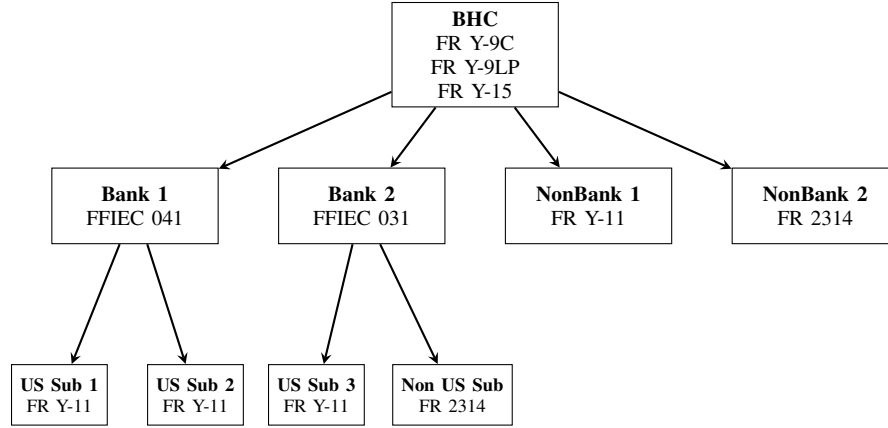 BHC
FR Y-9C
FR Y-9LP
FR Y-15
Bank 1
FFIEC 041
Bank 2
FFIEC 031
NonBank 1
FR Y-11
NonBank 2
FR 2314
US Sub 1
FR Y-11
US Sub 2
FR Y-11
US Sub 3
FR Y-11
Non US Sub
FR 2314